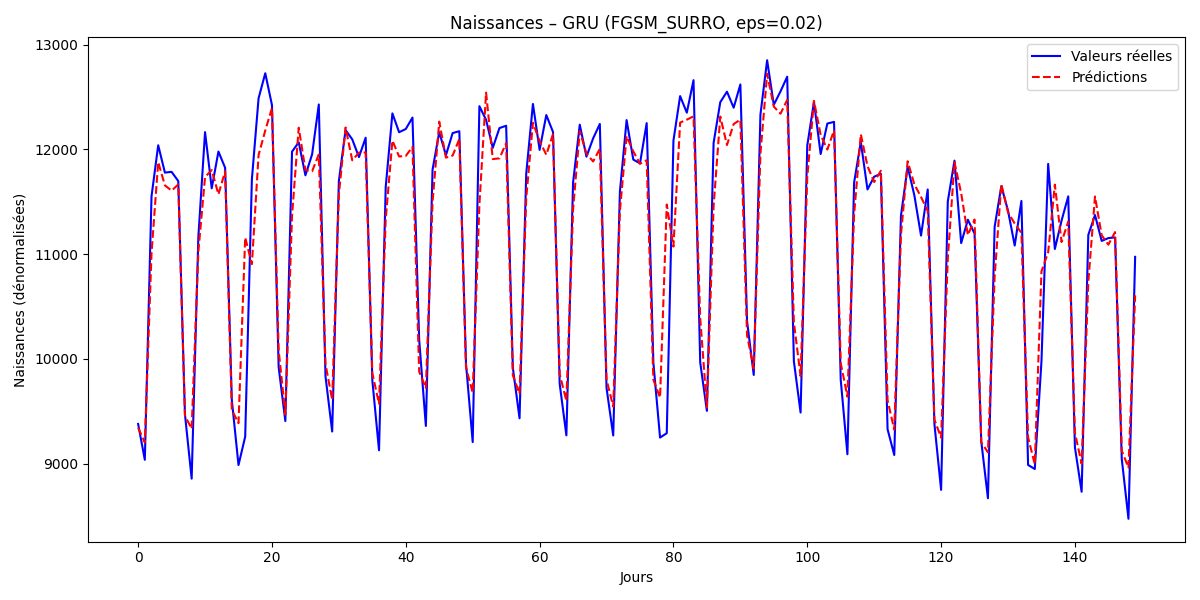 Naissances – GRU (FGSM_SURRO, eps=0.02)
Valeurs réelles
Prédictions
Naissances (dénormalisées)
13000
12000
11000
10000
9000
0 20 40 60 80 100 120 140
Jours